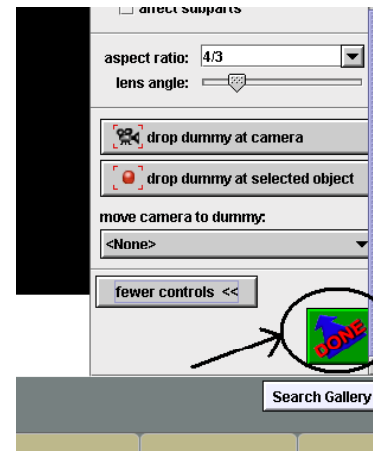 affect subparts
aspect ratio: 4/3
lens angle:
drop dummy at camera
drop dummy at selected object
move camera to dummy:
<None>
fewer controls <<
DONE
Search Gallery